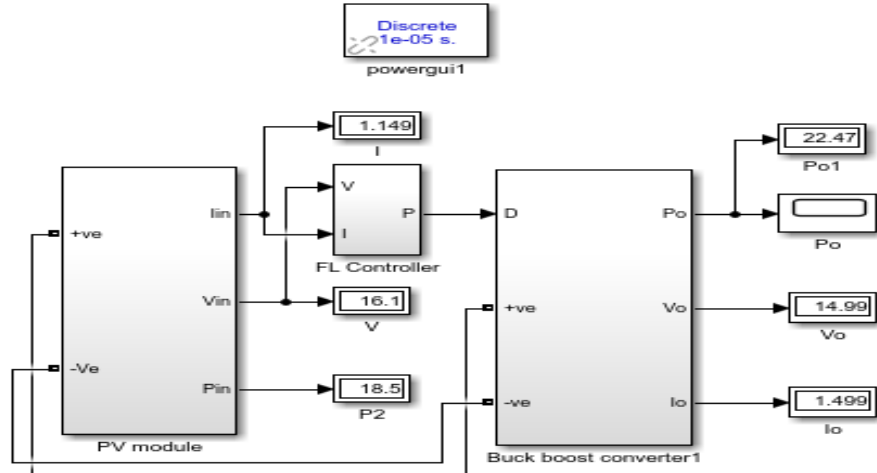 Discrete
1e-05 s.
powergui1
1.149
I
22.47
Po1
V
I
P
FL Controller
+ve
-Ve
Iin
Vin
Pin
PV module
16.1
V
18.5
P2
D
+ve
-ve
Po
Vo
Io
Buck boost converter1
Po
14.99
Vo
1.499
Io